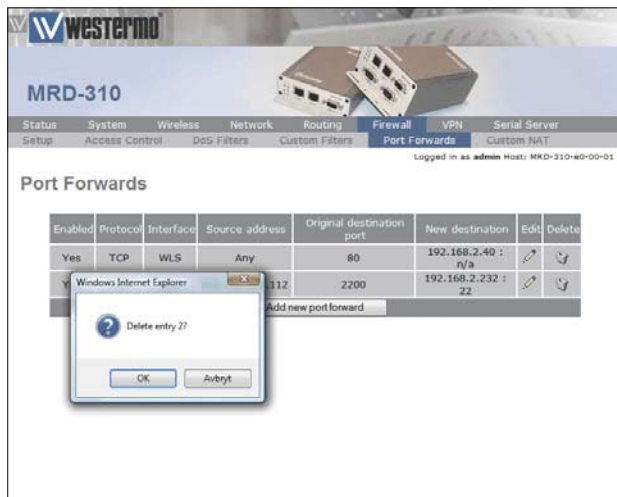 westermo
MRD-310
Status System Wireless Network Routing Firewall VPN Serial Server
Setup Access Control DoS Filters Custom Filters Port Forwards Custom NAT
Logged in as admin Host: MRD-310-e0-00-01
Port Forwards
Enabled Protocol Interface Source address Original destination port New destination Edit Delete
Yes TCP WLS Any 80 192.168.2.40 : n/a
Y .112 2200 192.168.2.232 : 22
Add new port forward
Windows Internet Explorer
Delete entry 2?
OK Avbryt